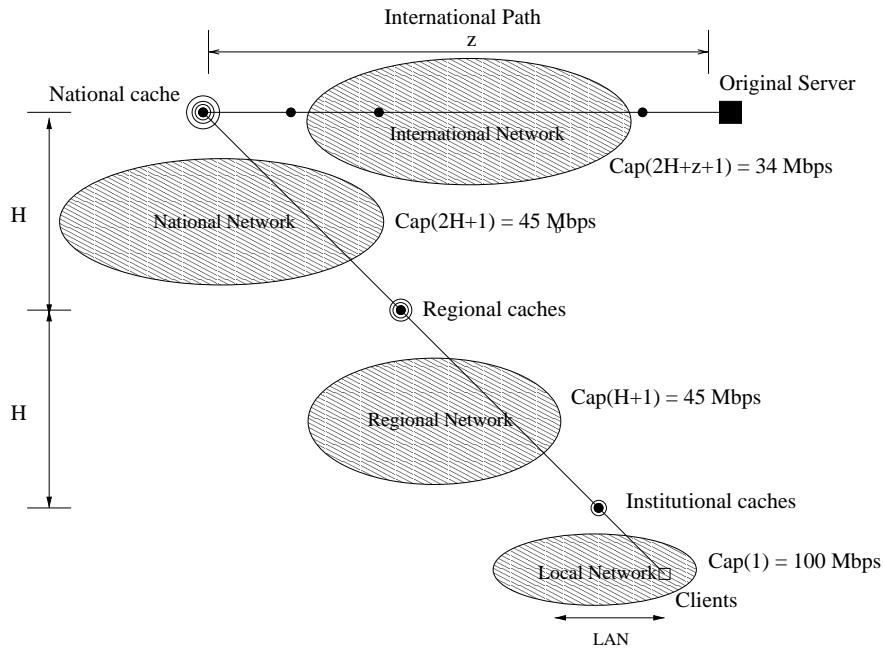 International Path
z
National cache
Original Server
International Network
Cap(2H+z+1) = 34 Mbps
H
National Network
Cap(2H+1) = 45 Mbps
Regional caches
H
Cap(H+1) = 45 Mbps
Regional Network
Institutional caches
Cap(1) = 100 Mbps
Local Network
Clients
LAN